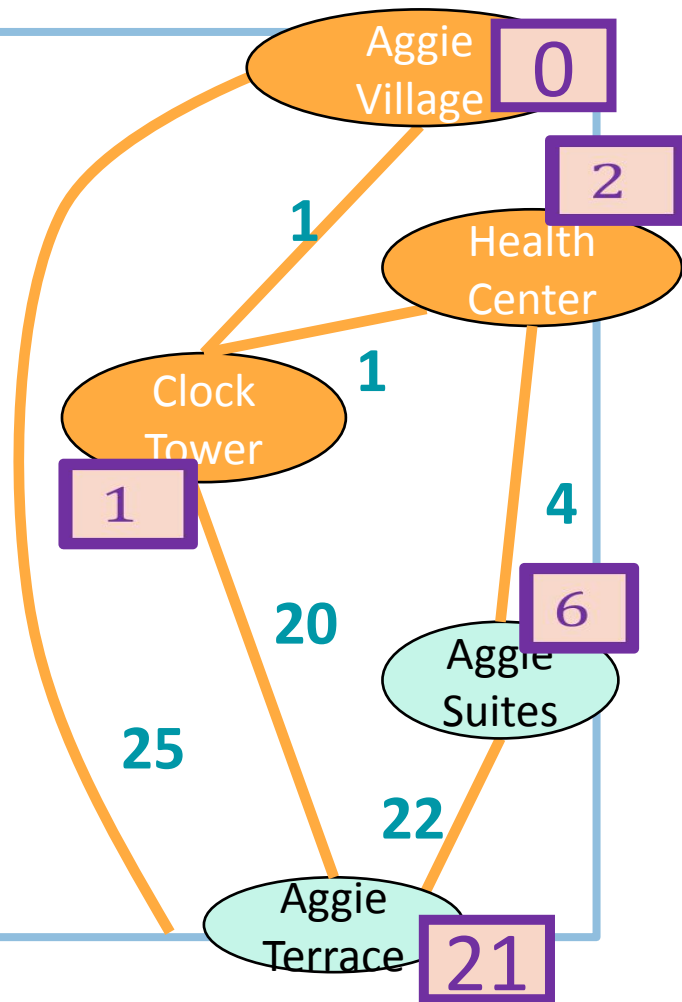 Aggie
Village
0
2
1
Health
Center
1
Clock
Tower
1
4
20
6
Aggie
Suites
25
22
Aggie
Terrace
21